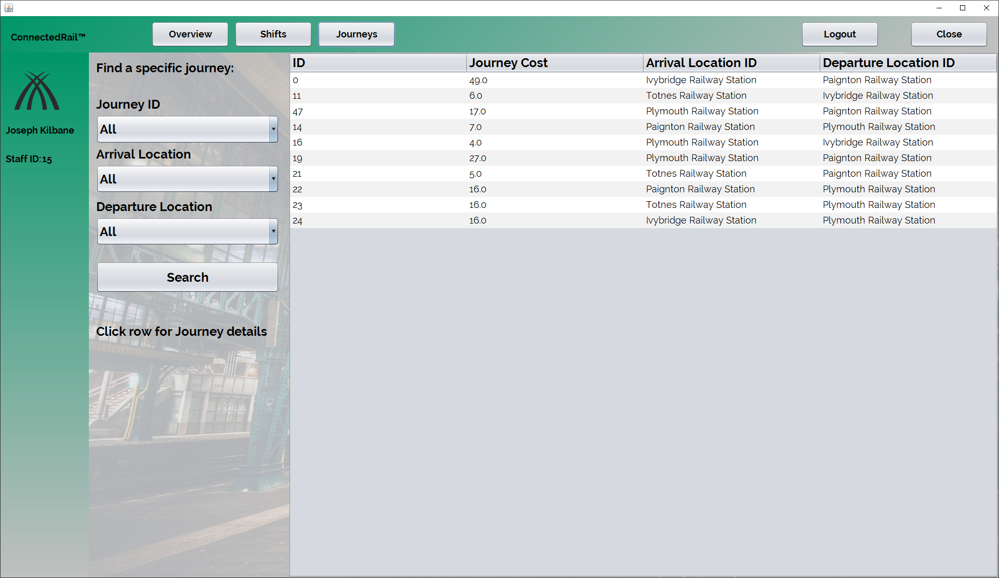 ConnectedRail™
Overview
Shifts
Journeys
Logout
Close
Joseph Kilbane
Staff ID: 15
Find a specific journey:
Journey ID
All
Arrival Location
All
Departure Location
All
Search
Click row for Journey details
ID Journey Cost Arrival Location ID Departure Location ID
0 49.0 Ivybridge Railway Station Paignton Railway Station
11 6.0 Totnes Railway Station Ivybridge Railway Station
47 17.0 Plymouth Railway Station Paignton Railway Station
14 7.0 Paignton Railway Station Plymouth Railway Station
16 4.0 Plymouth Railway Station Ivybridge Railway Station
19 27.0 Plymouth Railway Station Paignton Railway Station
21 5.0 Totnes Railway Station Paignton Railway Station
22 16.0 Paignton Railway Station Plymouth Railway Station
23 16.0 Totnes Railway Station Plymouth Railway Station
24 16.0 Ivybridge Railway Station Plymouth Railway Station